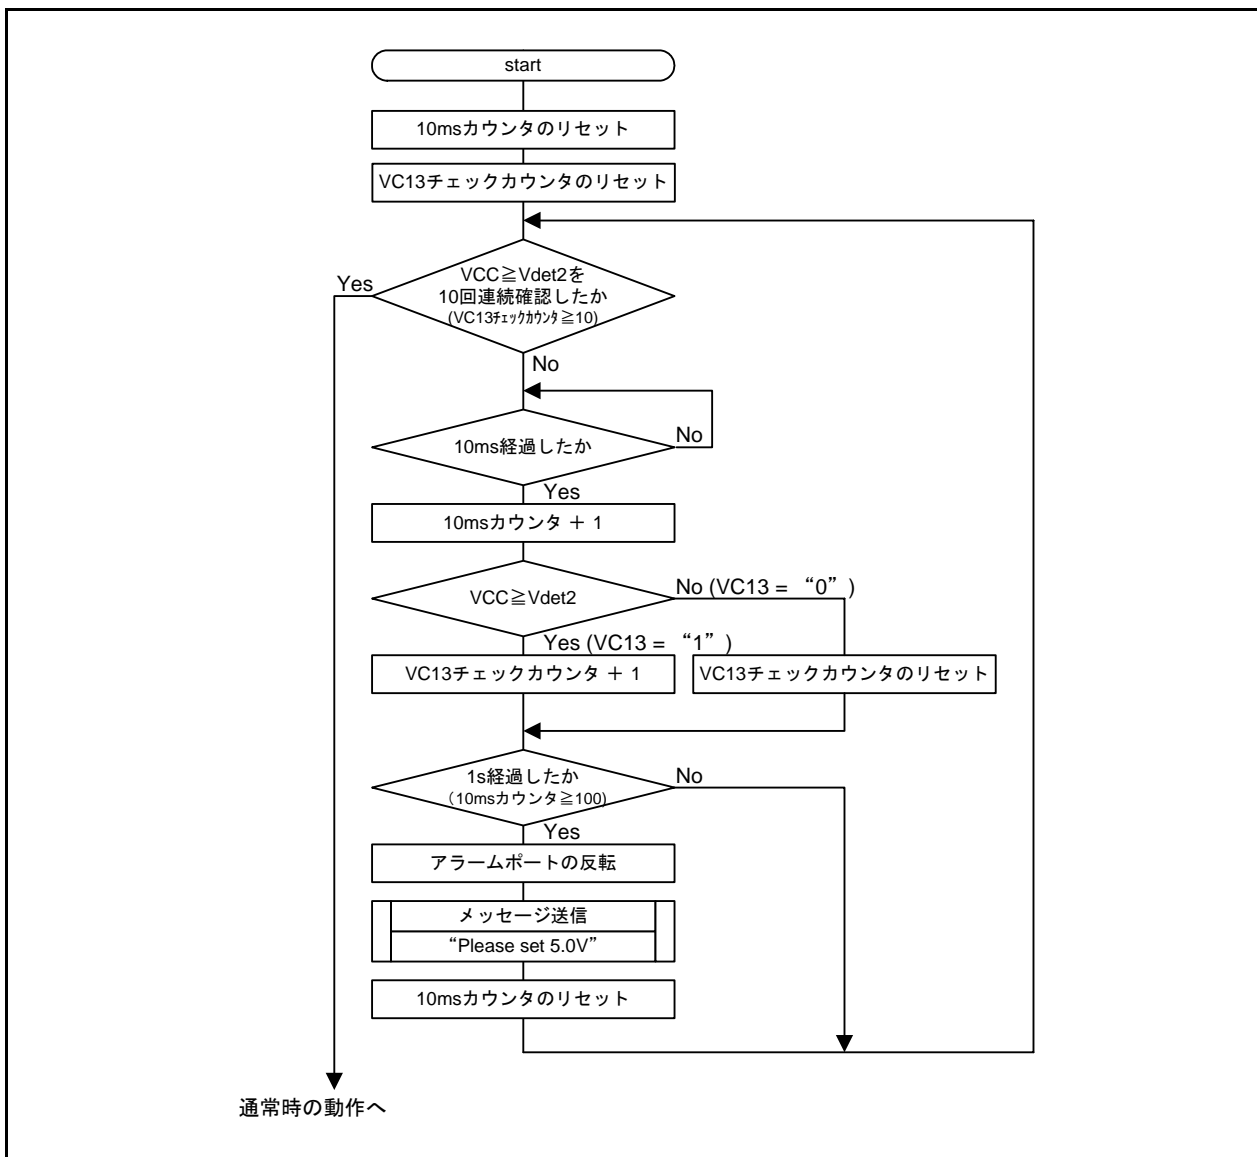 start
10msカウンタのリセット
VC13チェックカウンタのリセット
Yes
VCC≧Vdet2を
10回連続確認したか
(VC13ﾁｪｯｸｶｳﾝﾀ≧10)
No
10ms経過したか
No
Yes
10msカウンタ ＋ 1
VCC≧Vdet2
No (VC13 = “0” )
Yes (VC13 = “1” )
VC13チェックカウンタ ＋ 1
VC13チェックカウンタのリセット
1s経過したか
（10msカウンタ≧100)
No
Yes
アラームポートの反転
メッセージ送信
“Please set 5.0V”
10msカウンタのリセット
通常時の動作へ